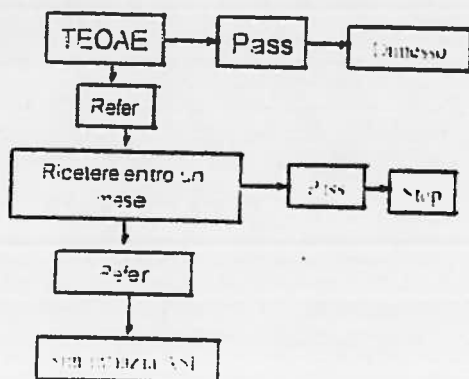 TEOAE
Pass
Dimesso
Refer
Ricetere entro un
mese
Pass
Stop
Refer